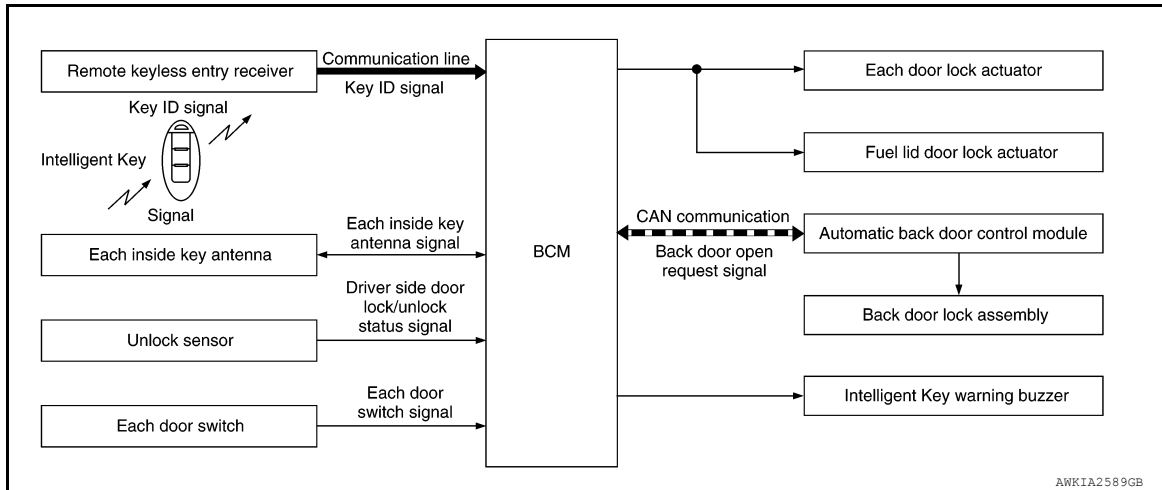 Remote keyless entry receiver
Communication line
Key ID signal
Key ID signal
Intelligent Key
Signal
Each inside key antenna
Each inside key
antenna signal
Unlock sensor
Driver side door
lock/unlock
status signal
Each door switch
Each door
switch signal
BCM
Each door lock actuator
Fuel lid door lock actuator
CAN communication
Back door open
request signal
Automatic back door control module
Back door lock assembly
Intelligent Key warning buzzer
AWKIA2589GB